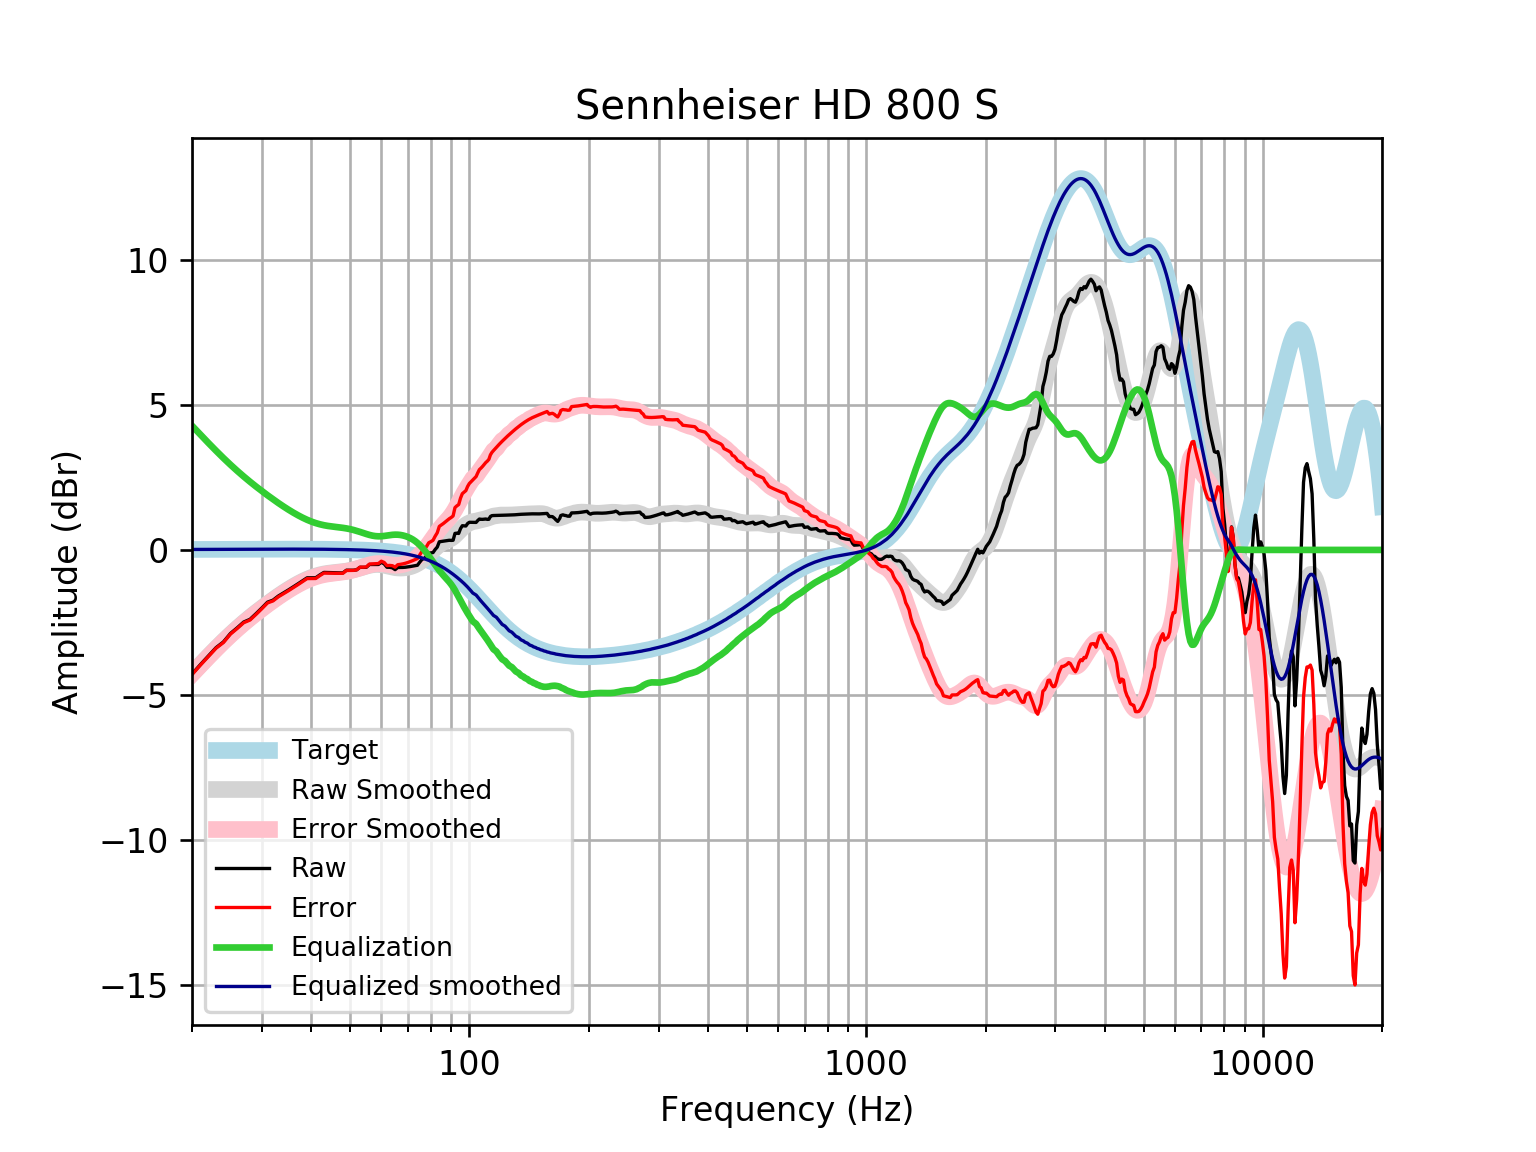 Sennheiser HD 800 S
Amplitude (dBr)
10
5
0
−5
−10
−15
Target
Raw Smoothed
Error Smoothed
Raw
Error
Equalization
Equalized smoothed
100
1000
10000
Frequency (Hz)